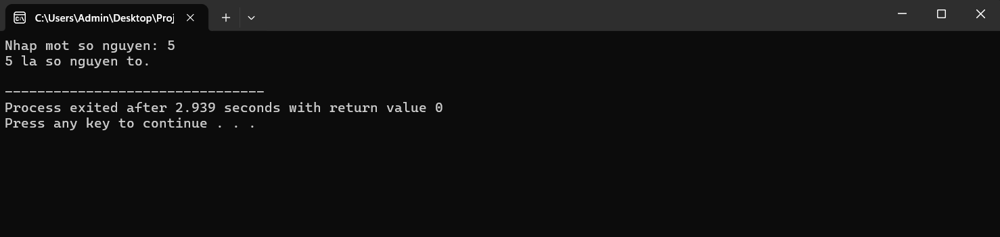 C:\Users\Admin\Desktop\Proj
Nhap mot so nguyen: 5
5 la so nguyen to.
--------------------------------
Process exited after 2.939 seconds with return value 0
Press any key to continue . . .